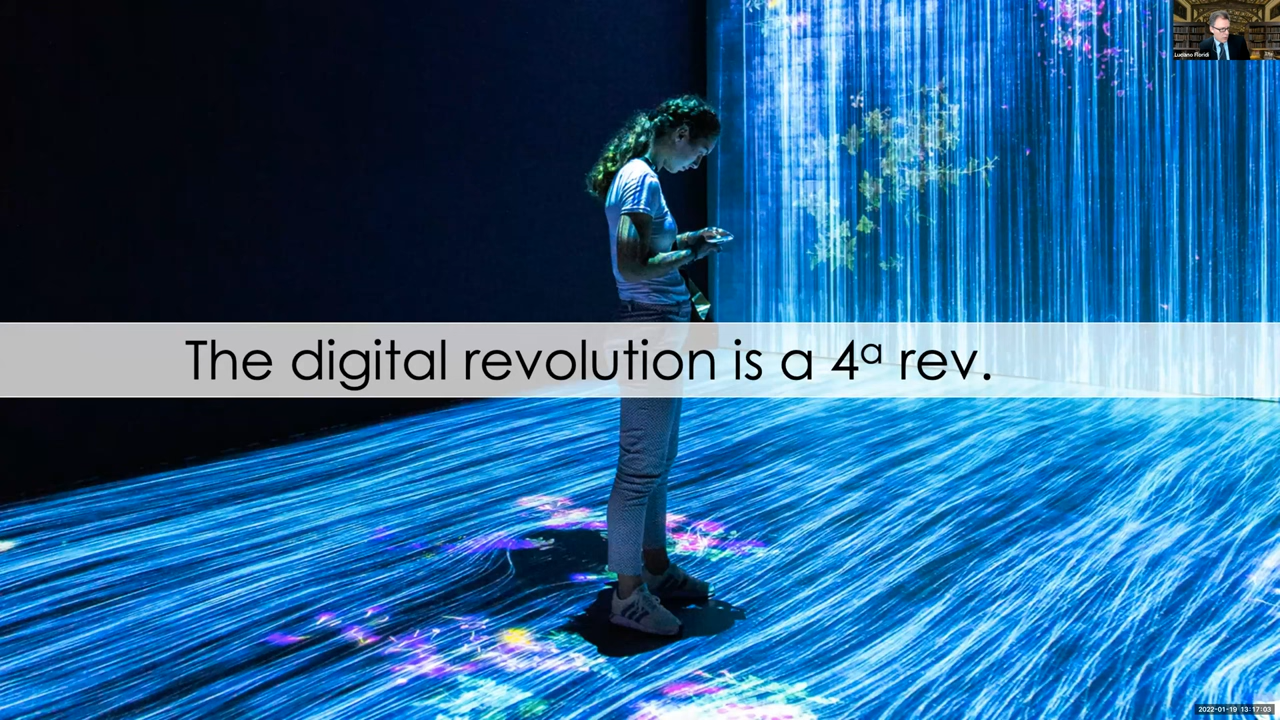 Luciano Floridi
The digital revolution is a 4ª rev.
2022-01-19 13:17:03